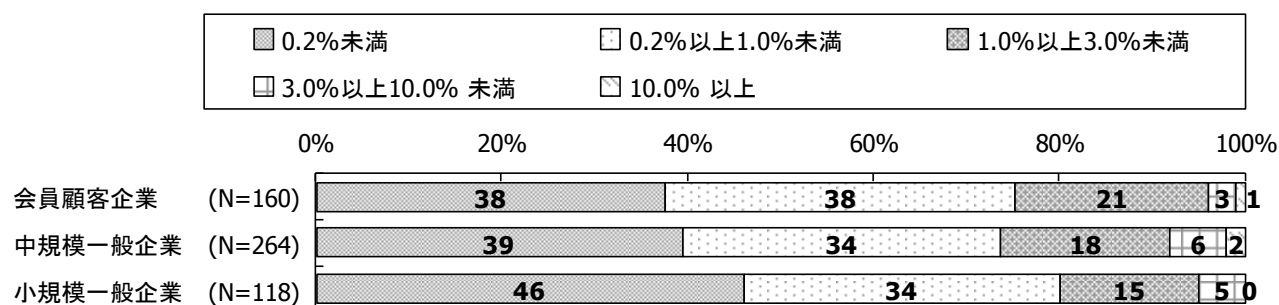 0.2%未満 0.2%以上1.0%未満 1.0%以上3.0%未満
3.0%以上10.0% 未満 10.0% 以上
0% 20% 40% 60% 80% 100%
会員顧客企業 (N=160) 38 38 21 3 1
中規模一般企業 (N=264) 39 34 18 6 2
小規模一般企業 (N=118) 46 34 15 5 0